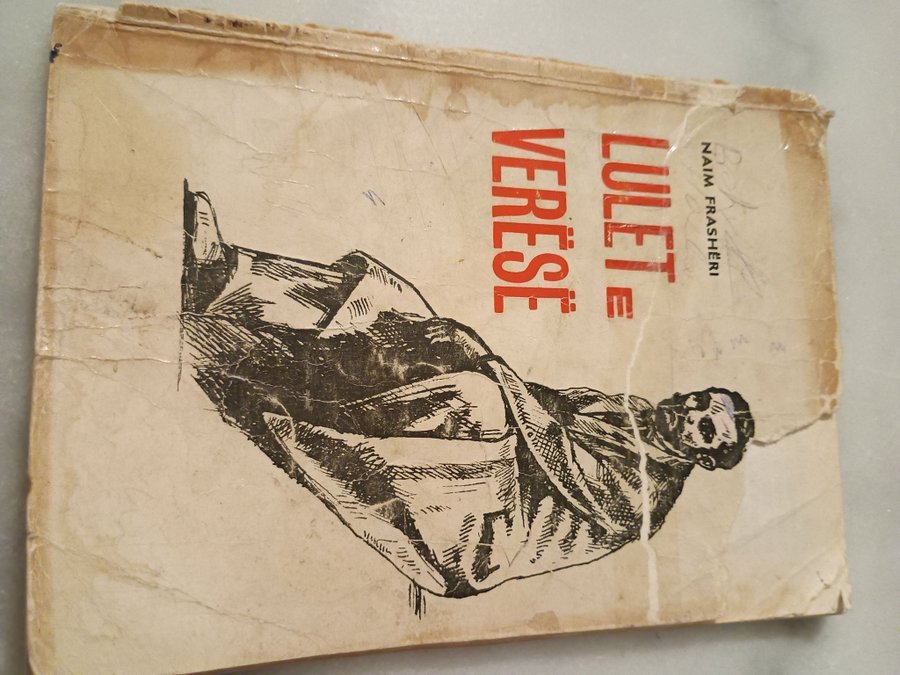 NAIM FRASHËRI
LULET E
VERËSË